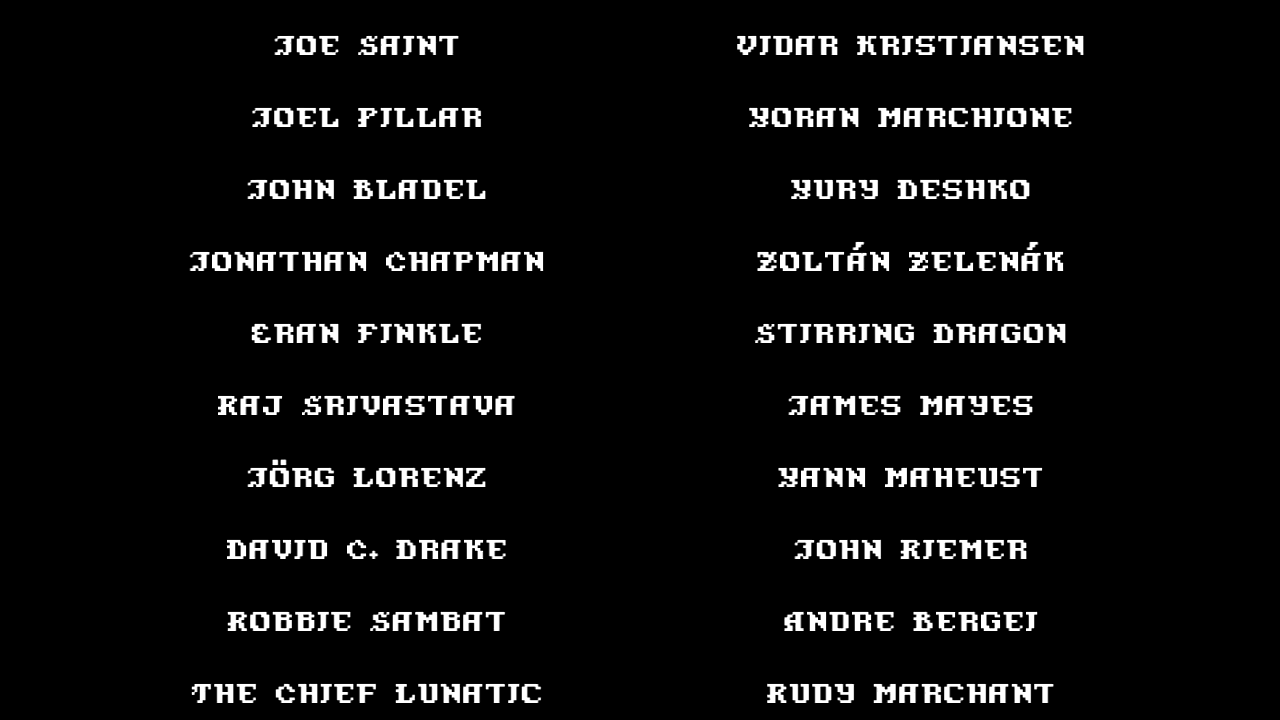 JOE SAINT
JOEL PILLAR
JOHN BLADEL
JONATHAN CHAPMAN
ERAN FINKLE
RAJ SRIVASTAVA
JÖRG LORENZ
DAVID C. DRAKE
ROBBIE SAMBAT
THE CHIEF LUNATIC
VIDAR KRISTIANSEN
YORAN MARCHIONE
YURY DESHKO
ZOLTÁN ZELENÁK
STIRRING DRAGON
JAMES MAYES
YANN MAHEUST
JOHN RIEMER
ANDRE BERGEI
RUDY MARCHANT